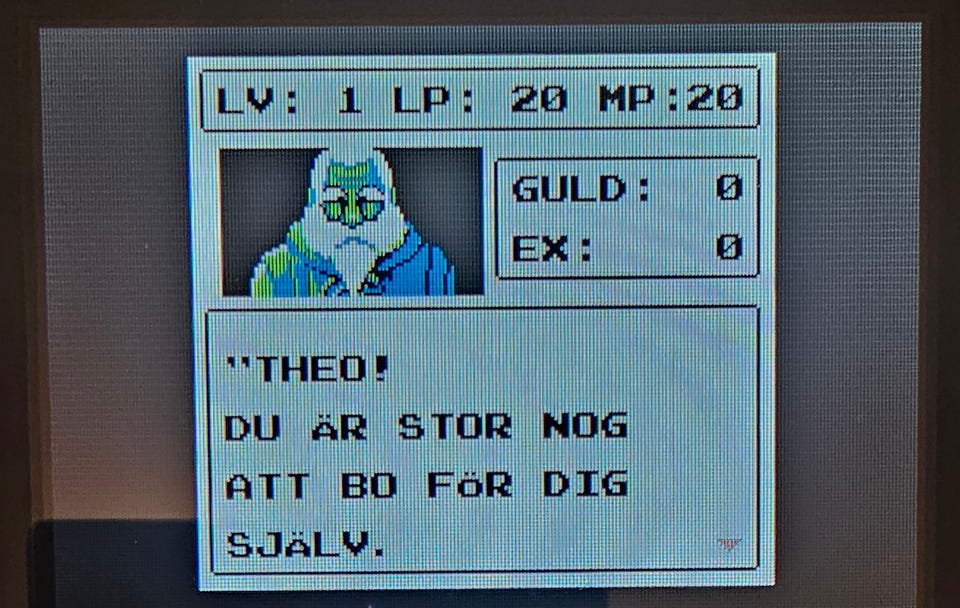 LV: 1 LP: 20 MP:20
GULD: 0
EX: 0
"THEO!
DU ÄR STOR NOG
ATT BO FöR DIG
SJÄLV.